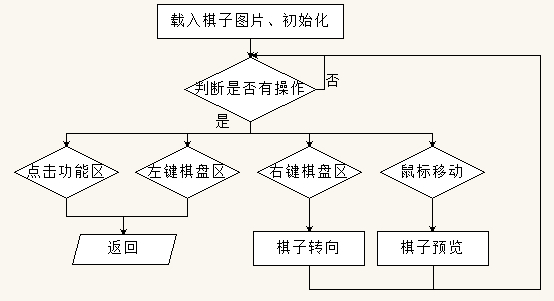 载入棋子图片、初始化
判断是否有操作
否
是
点击功能区
左键棋盘区
右键棋盘区
鼠标移动
返回
棋子转向
棋子预览